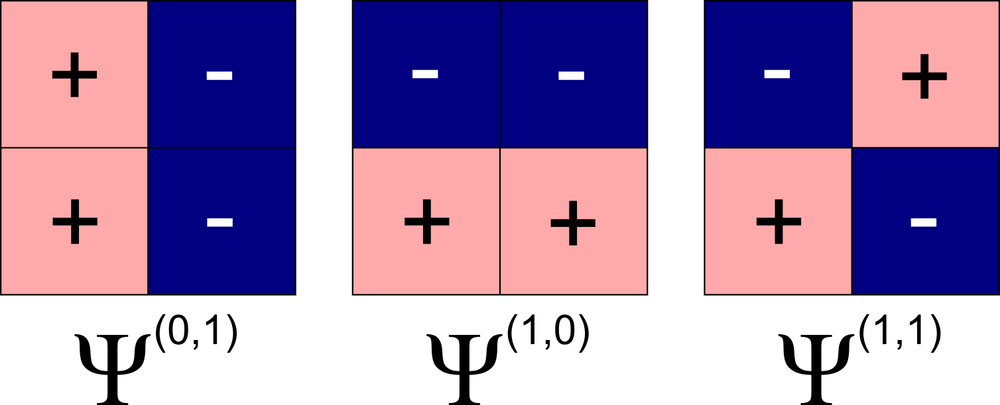 + - - - - +
+ - + + + -
Ψ(0,1) Ψ(1,0) Ψ(1,1)